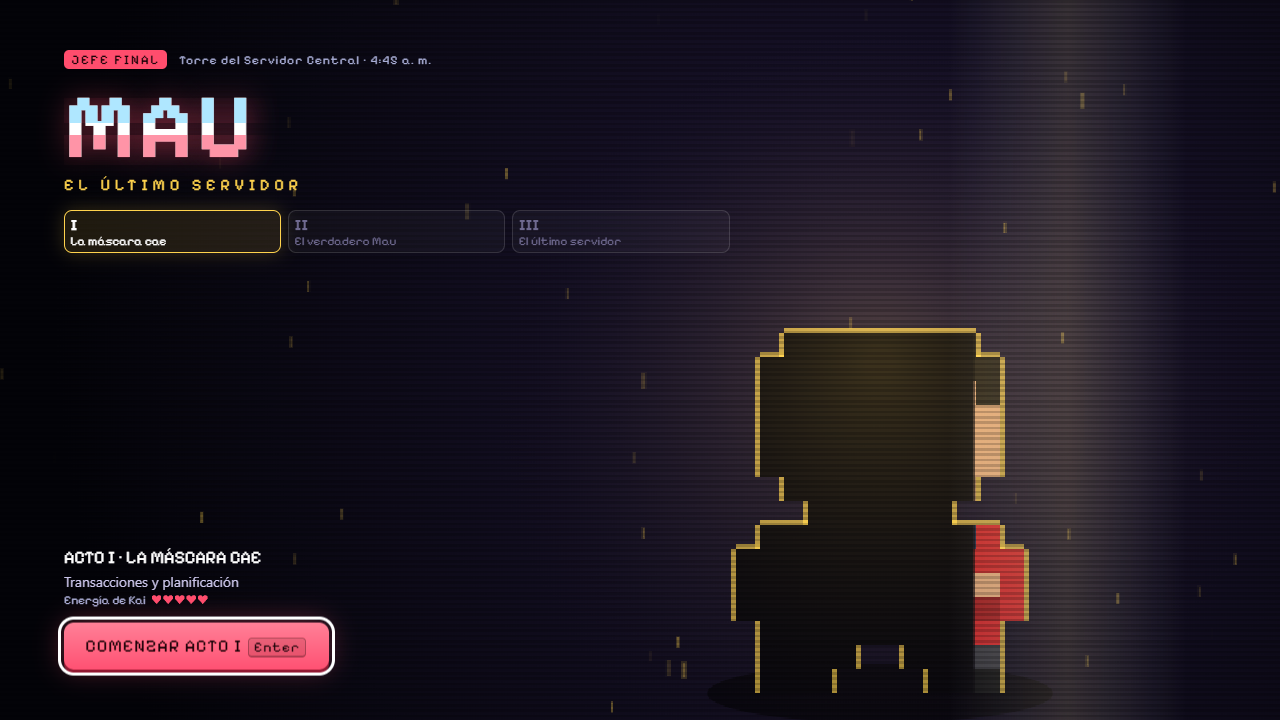 JEFE FINAL Torre del Servidor Central · 4:45 a. m.
MAU
EL ÚLTIMO SERVIDOR
I
La máscara cae
II
El verdadero Mau
III
El último servidor
ACTO I · LA MÁSCARA CAE
Transacciones y planificación
Energía de Kai ♥♥♥♥♥
COMENZAR ACTO I Enter